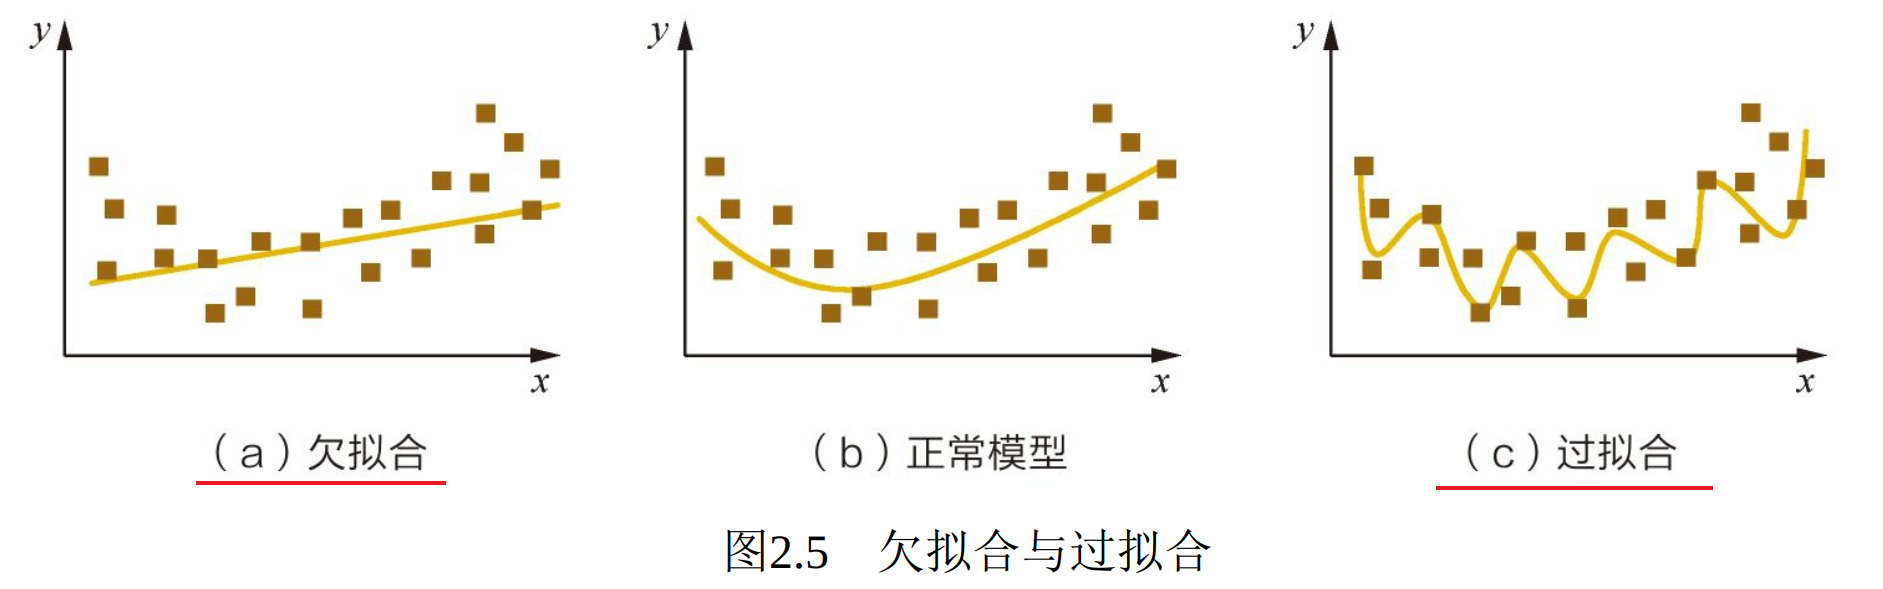 y y y
x x x
（a）欠拟合 （b）正常模型 （c）过拟合
图2.5 欠拟合与过拟合